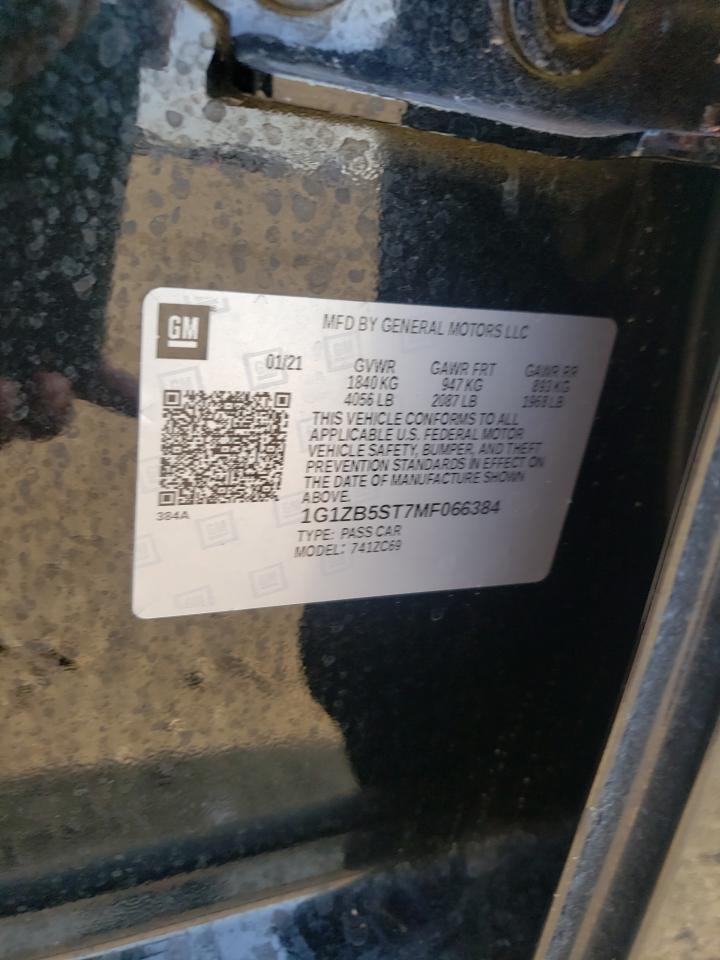 GM
MFD BY GENERAL MOTORS LLC
01/21 GVWR GAWR FRT GAWR RR
1840 KG 947 KG 893 KG
4056 LB 2087 LB 1968 LB
THIS VEHICLE CONFORMS TO ALL
APPLICABLE U.S. FEDERAL MOTOR
VEHICLE SAFETY, BUMPER, AND THEFT
PREVENTION STANDARDS IN EFFECT ON
THE DATE OF MANUFACTURE SHOWN
ABOVE.
384A
1G1ZB5ST7MF066384
TYPE: PASS CAR
MODEL: 741ZC69